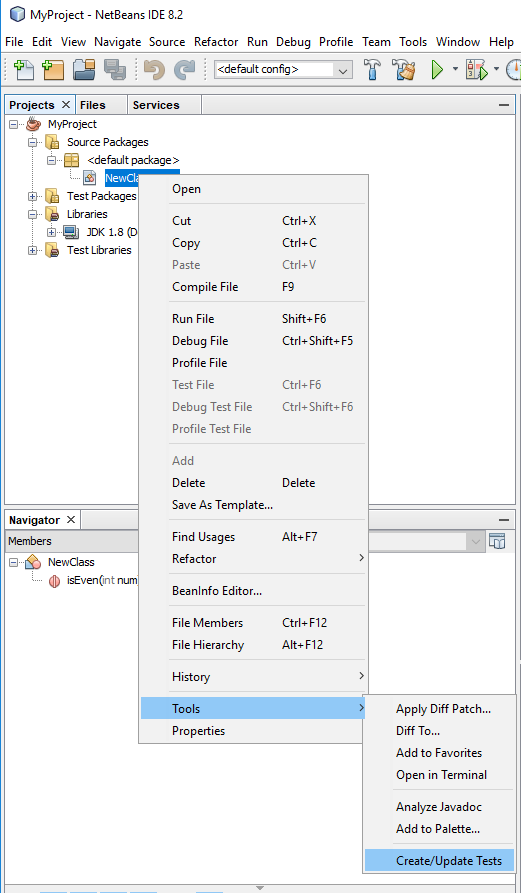 MyProject - NetBeans IDE 8.2
File Edit View Navigate Source Refactor Run Debug Profile Team Tools Window Help
<default config>
Projects Files Services
MyProject
Source Packages
<default package>
NewCla
Test Packages
Libraries
JDK 1.8 (D
Test Libraries
Open
Cut Ctrl+X
Copy Ctrl+C
Paste Ctrl+V
Compile File F9
Run File Shift+F6
Debug File Ctrl+Shift+F5
Profile File
Test File Ctrl+F6
Debug Test File Ctrl+Shift+F6
Profile Test File
Add
Delete Delete
Save As Template...
Find Usages Alt+F7
Refactor
BeanInfo Editor...
File Members Ctrl+F12
File Hierarchy Alt+F12
History
Tools
Properties
Navigator
Members
NewClass
isEven(int num
Apply Diff Patch...
Diff To...
Add to Favorites
Open in Terminal
Analyze Javadoc
Add to Palette...
Create/Update Tests